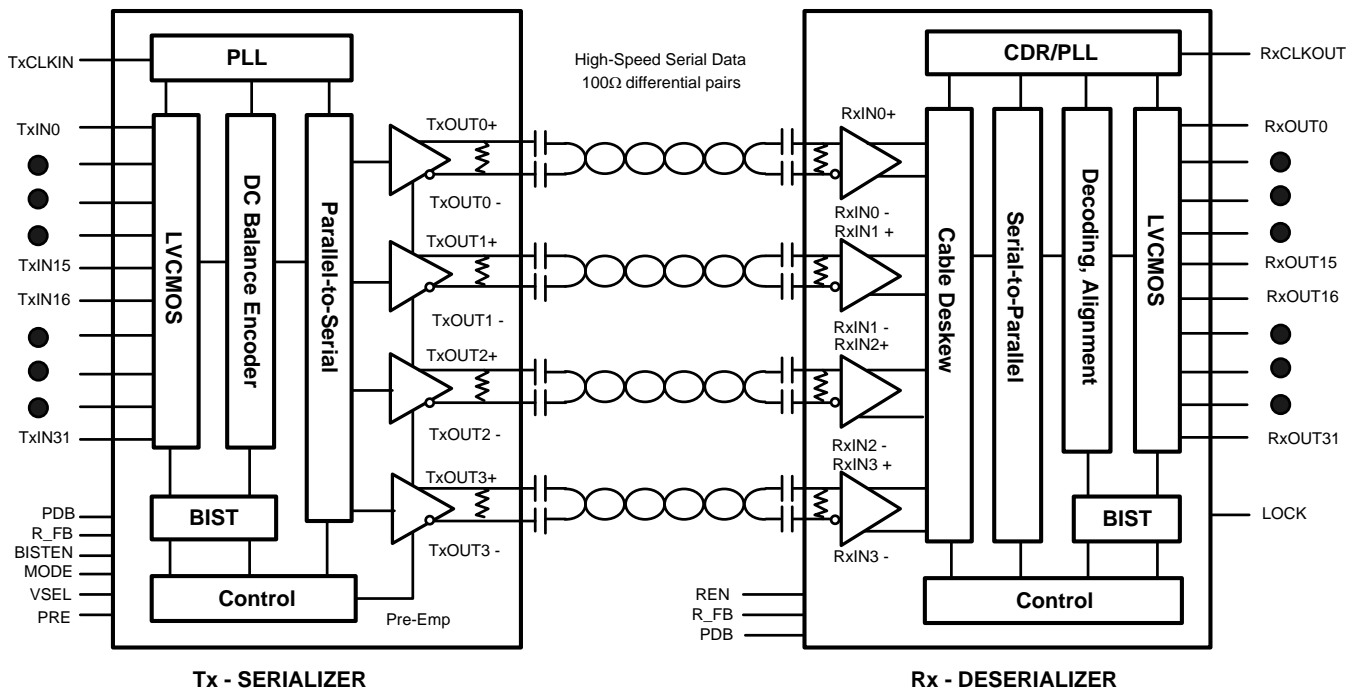 TxCLKIN
PLL
TxIN0
TxIN15
TxIN16
TxIN31
LVCMOS
DC Balance Encoder
Parallel-to-Serial
BIST
Control
PDB
R_FB
BISTEN
MODE
VSEL
PRE
TxOUT0+
TxOUT0 -
TxOUT1+
TxOUT1 -
TxOUT2+
TxOUT2 -
TxOUT3+
TxOUT3 -
Pre-Emp
Tx - SERIALIZER
High-Speed Serial Data
100Ω differential pairs
CDR/PLL
RxCLKOUT
RxIN0+
RxIN0 -
RxIN1 +
RxIN1 -
RxIN2+
RxIN2 -
RxIN3 +
RxIN3 -
Cable Deskew
Serial-to-Parallel
Decoding, Alignment
LVCMOS
RxOUT0
RxOUT15
RxOUT16
RxOUT31
BIST
LOCK
Control
REN
R_FB
PDB
Rx - DESERIALIZER